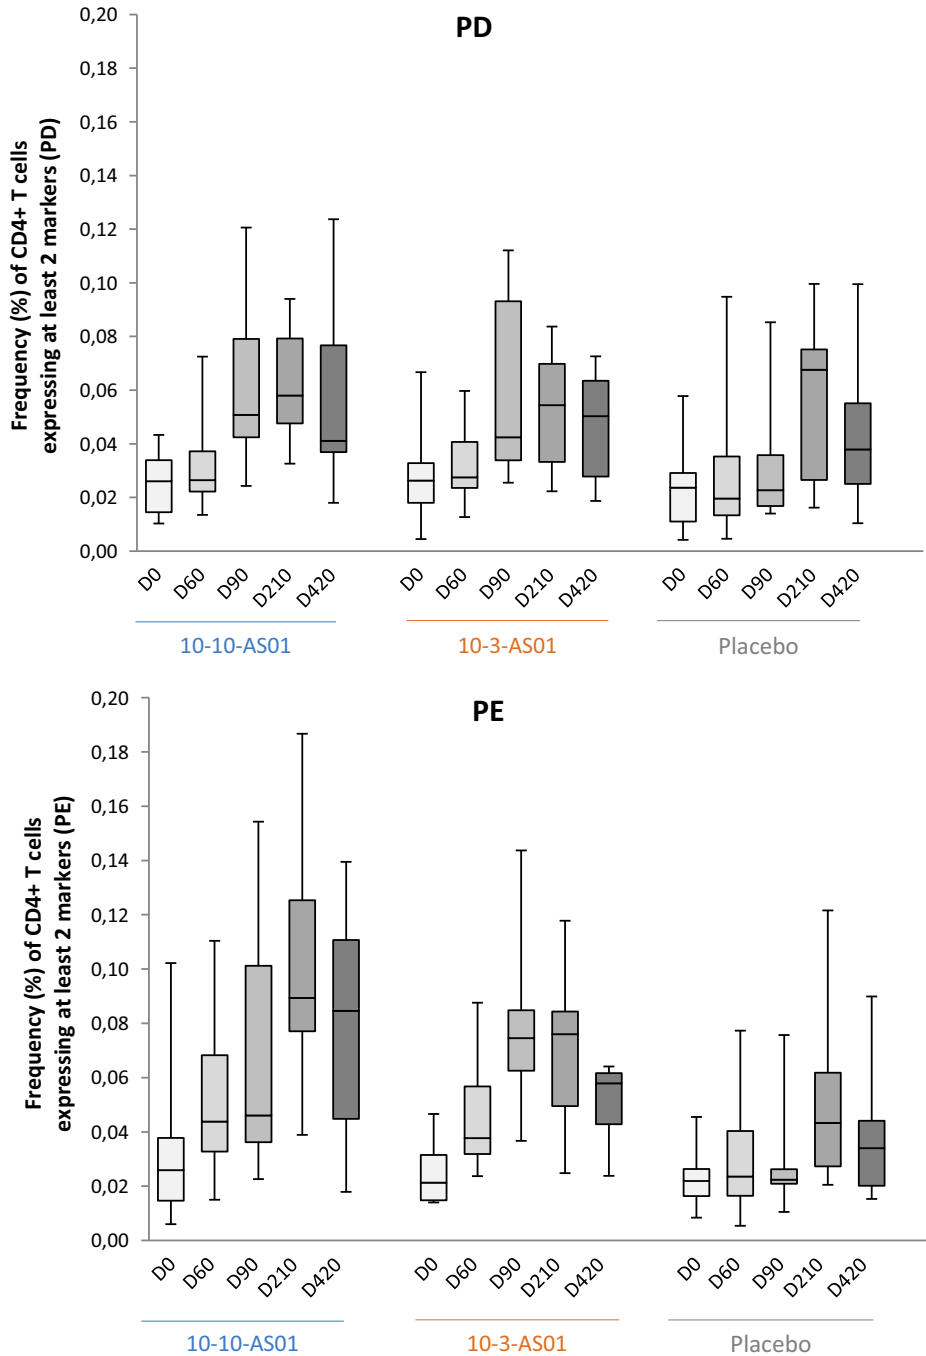 PD
Frequency (%) of CD4+ T cells
expressing at least 2 markers (PD)
0,20
0,18
0,16
0,14
0,12
0,10
0,08
0,06
0,04
0,02
0,00
D0 D60 D90 D210 D420 D0 D60 D90 D210 D420 D0 D60 D90 D210 D420
10-10-AS01 10-3-AS01 Placebo
PE
Frequency (%) of CD4+ T cells
expressing at least 2 markers (PE)
0,20
0,18
0,16
0,14
0,12
0,10
0,08
0,06
0,04
0,02
0,00
D0 D60 D90 D210 D420 D0 D60 D90 D210 D420 D0 D60 D90 D210 D420
10-10-AS01 10-3-AS01 Placebo